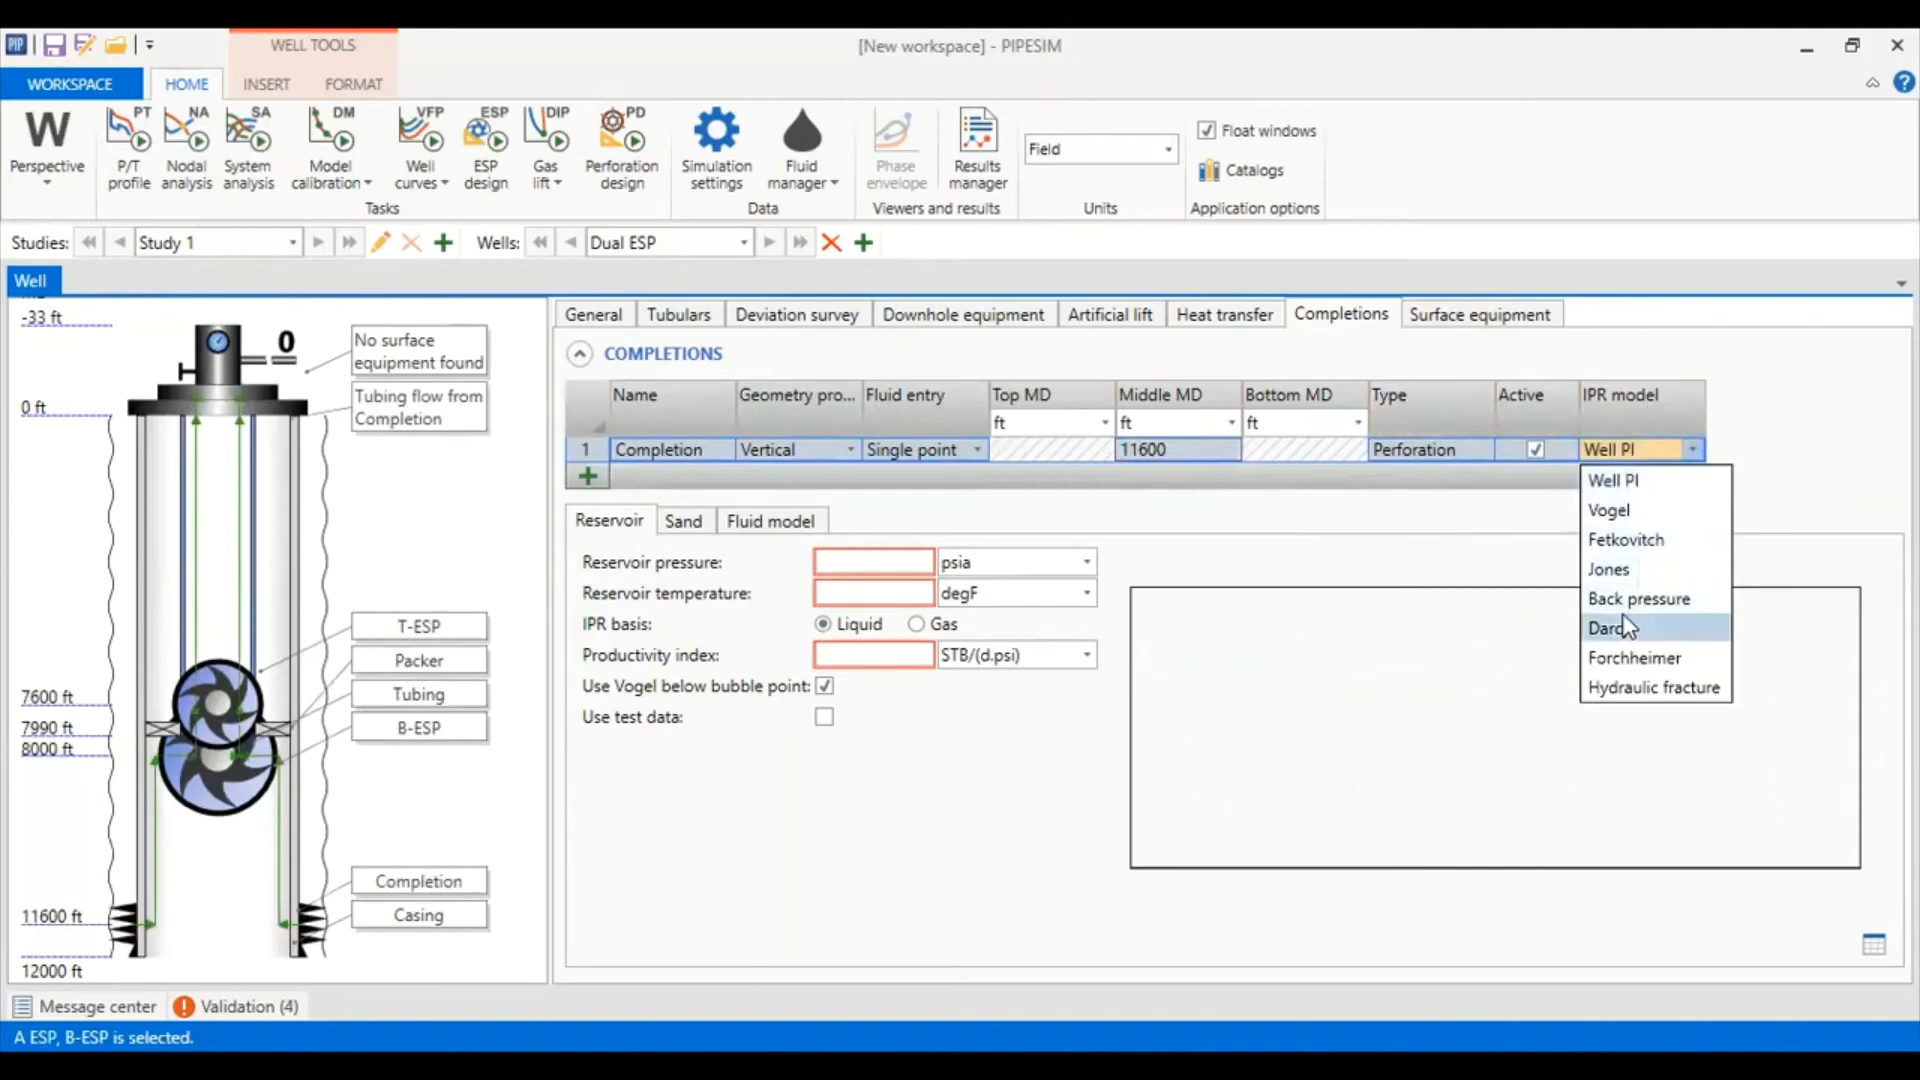 PIP
WELL TOOLS
[New workspace] - PIPESIM
WORKSPACE
HOME
INSERT
FORMAT
W
Perspective
PT
P/T
profile
NA
Nodal
analysis
SA
System
analysis
DM
Model
calibration
VFP
Well
curves
ESP
ESP
design
DIP
Gas
lift
PD
Perforation
design
Tasks
Simulation
settings
Fluid
manager
Data
Phase
envelope
Results
manager
Viewers and results
Field
Units
Float windows
Catalogs
Application options
?
Studies:
Study 1
Wells:
Dual ESP
Well
-33 ft
0
No surface
equipment found
Tubing flow from
Completion
0 ft
T-ESP
Packer
Tubing
B-ESP
7600 ft
7990 ft
8000 ft
Completion
Casing
11600 ft
12000 ft
General
Tubulars
Deviation survey
Downhole equipment
Artificial lift
Heat transfer
Completions
Surface equipment
COMPLETIONS
Name
Geometry pro...
Fluid entry
Top MD
Middle MD
Bottom MD
Type
Active
IPR model
ft
ft
ft
1
Completion
Vertical
Single point
11600
Perforation
Well PI
Well PI
Vogel
Fetkovitch
Jones
Back pressure
Darc
Forchheimer
Hydraulic fracture
Reservoir
Sand
Fluid model
Reservoir pressure:
psia
Reservoir temperature:
degF
IPR basis:
Liquid
Gas
Productivity index:
STB/(d.psi)
Use Vogel below bubble point:
Use test data:
Message center
Validation (4)
A ESP, B-ESP is selected.